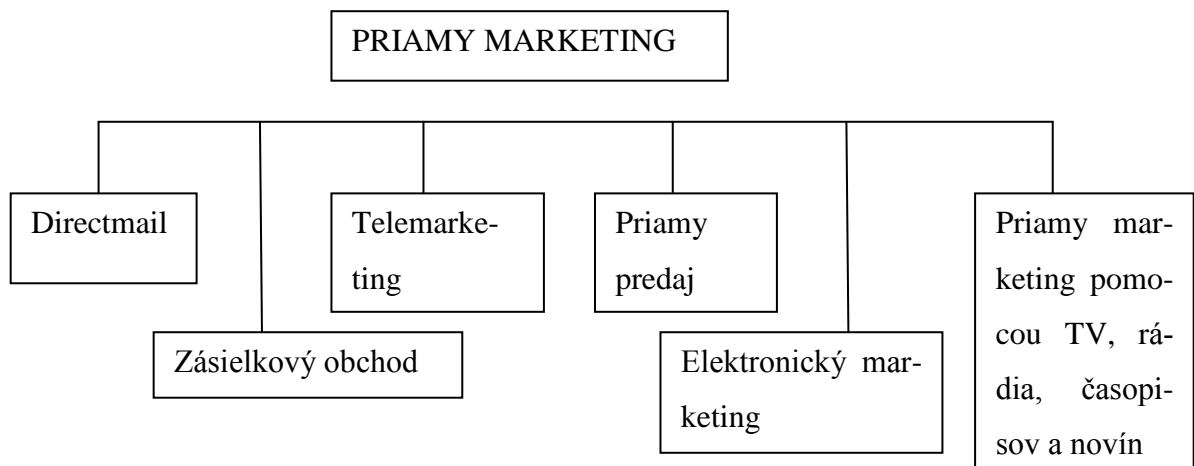 PRIAMY MARKETING
Directmail
Zásielkový obchod
Telemarke-
ting
Priamy
predaj
Elektronický mar-
keting
Priamy mar-
keting pomo-
cou TV, rá-
dia, časopi-
sov a novín